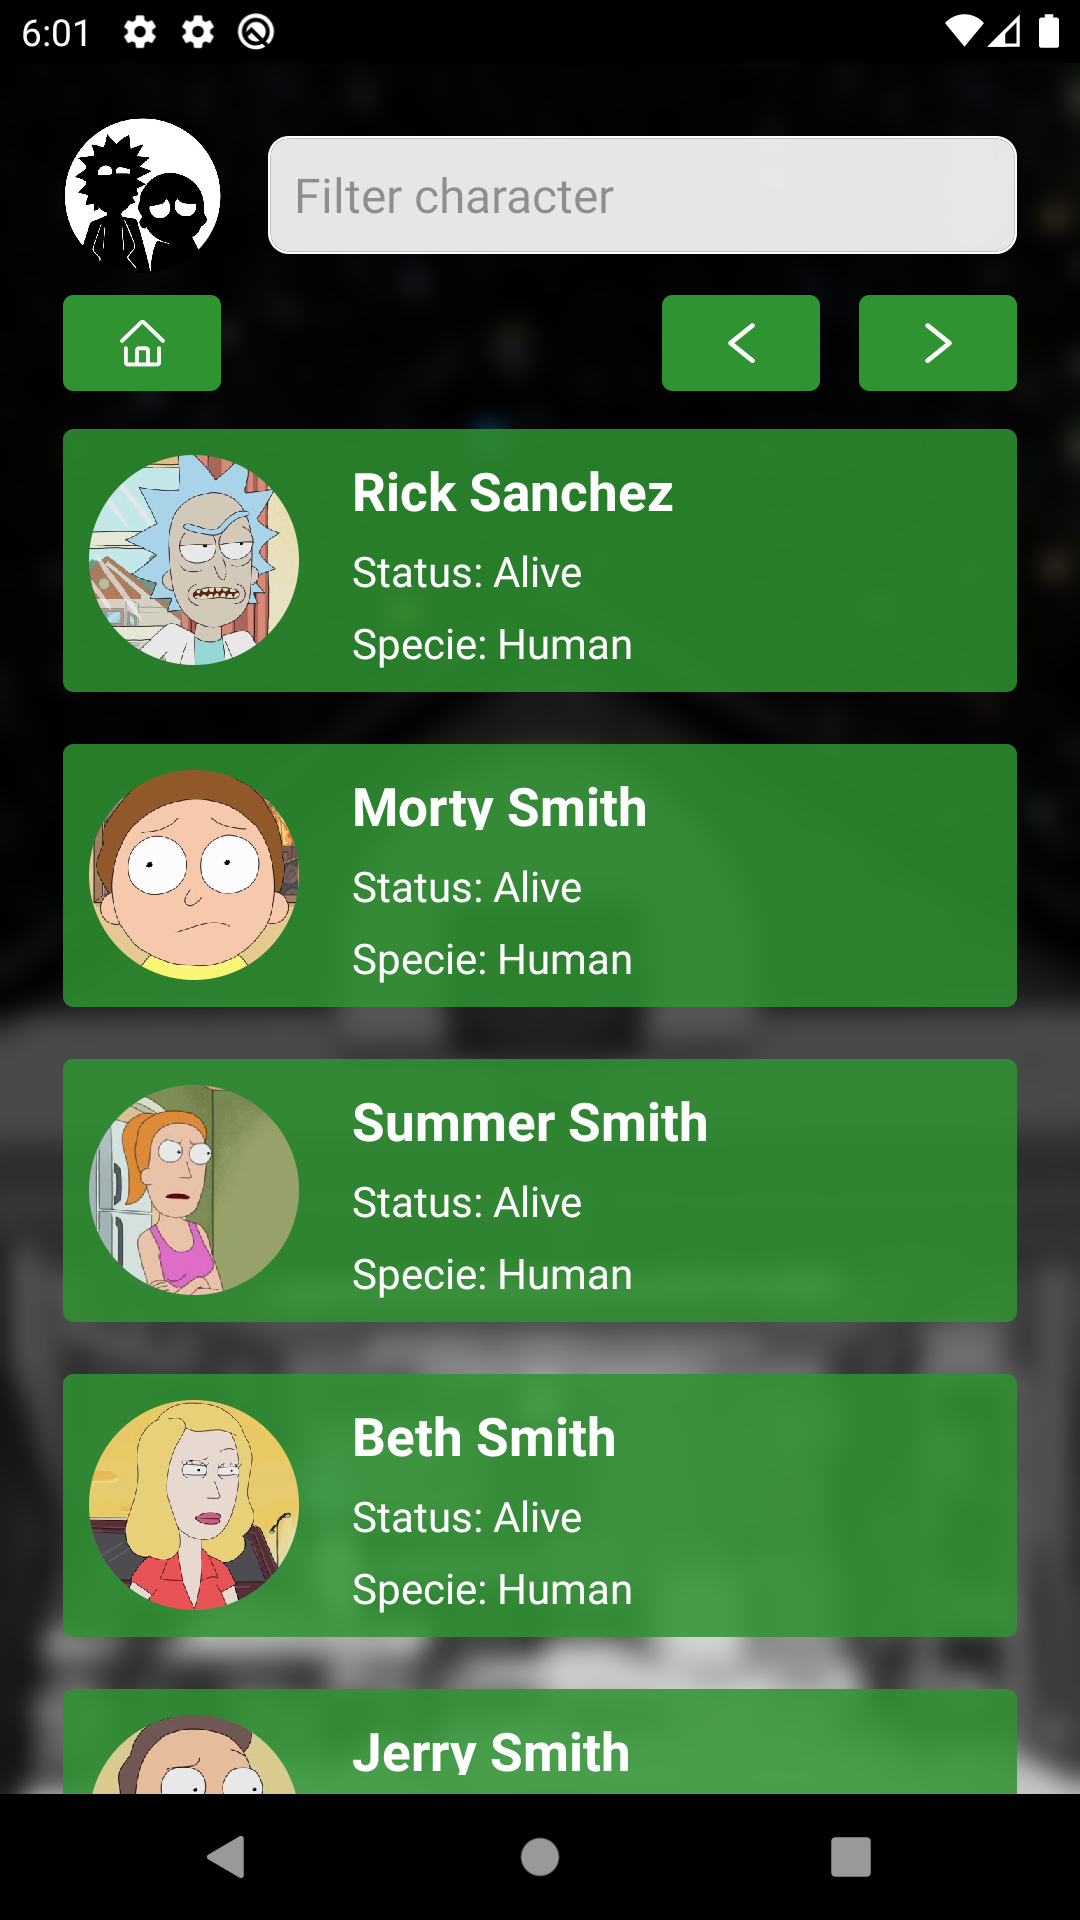 6:01
Filter character
Rick Sanchez
Status: Alive
Specie: Human
Morty Smith
Status: Alive
Specie: Human
Summer Smith
Status: Alive
Specie: Human
Beth Smith
Status: Alive
Specie: Human
Jerry Smith